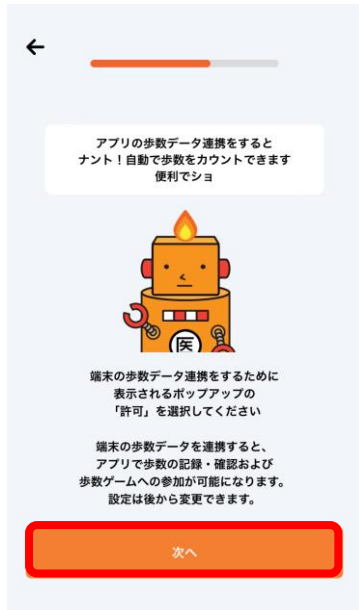 アプリの歩数データ連携をすると
ナント！自動で歩数をカウントできます
便利でショ
医
端末の歩数データ連携をするために
表示されるポップアップの
「許可」を選択してください
端末の歩数データを連携すると、
アプリで歩数の記録・確認および
歩数ゲームへの参加が可能になります。
設定は後から変更できます。
次へ